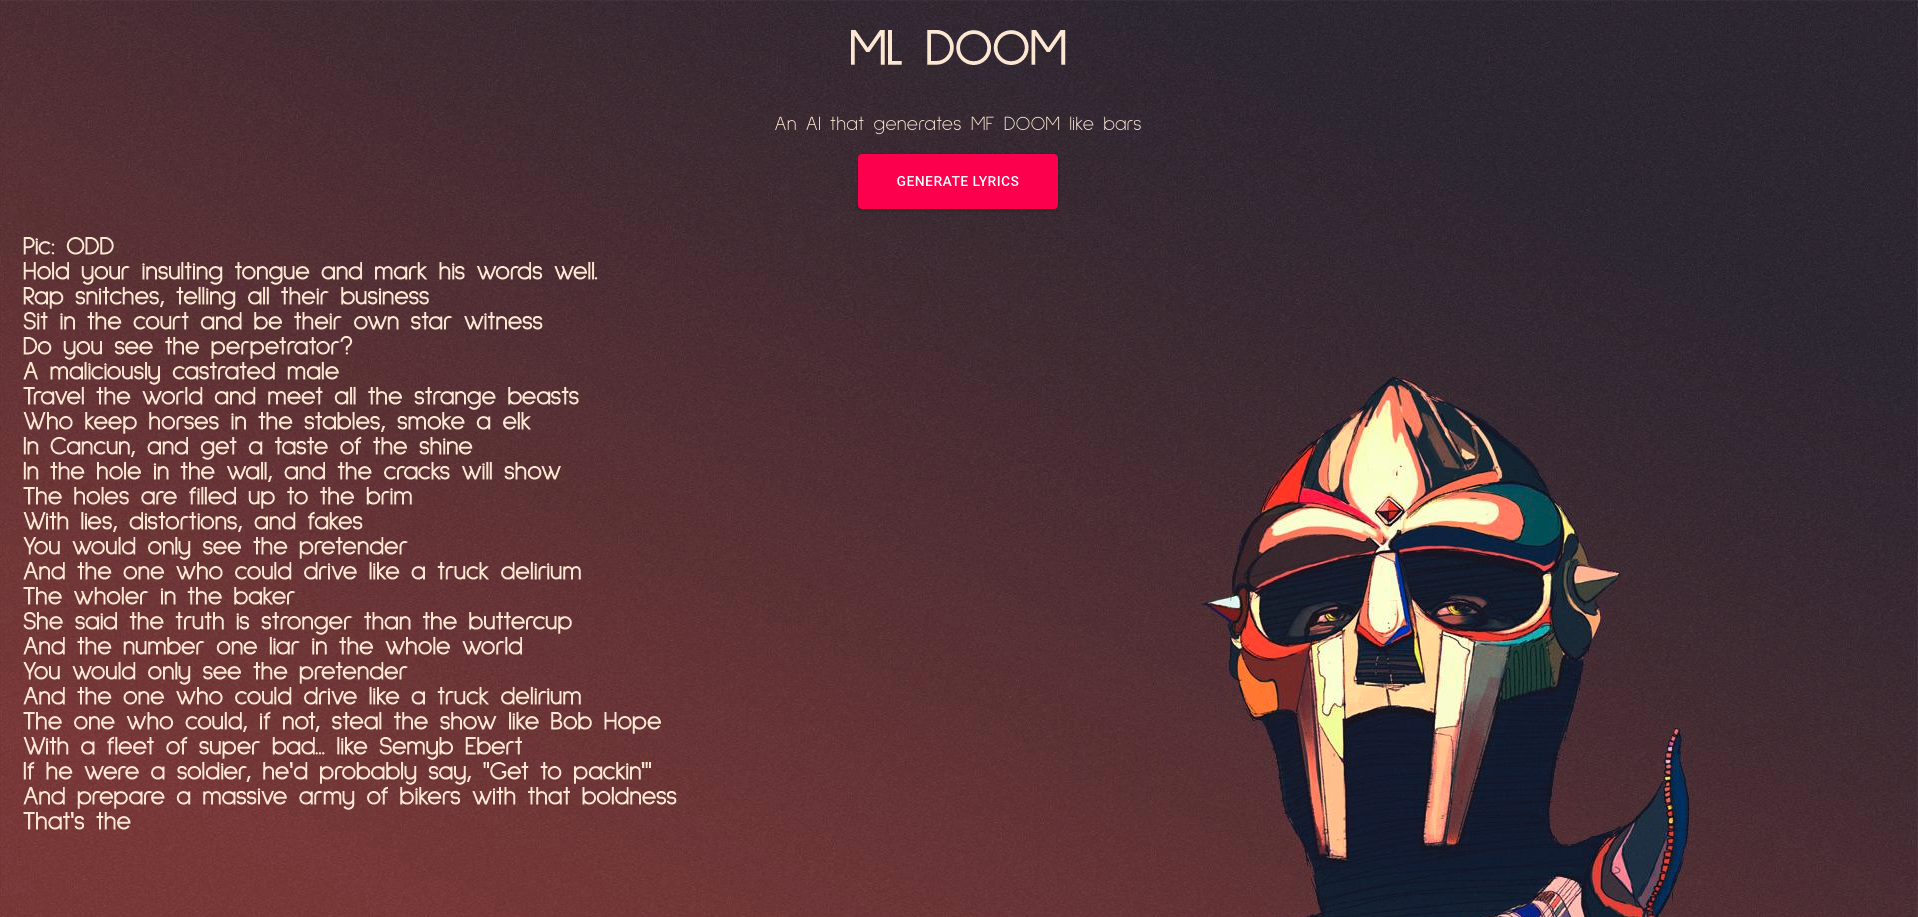 ML DOOM
An AI that generates MF DOOM like bars
GENERATE LYRICS
Pic: ODD
Hold your insulting tongue and mark his words well.
Rap snitches, telling all their business
Sit in the court and be their own star witness
Do you see the perpetrator?
A maliciously castrated male
Travel the world and meet all the strange beasts
Who keep horses in the stables, smoke a elk
In Cancun, and get a taste of the shine
In the hole in the wall, and the cracks will show
The holes are filled up to the brim
With lies, distortions, and fakes
You would only see the pretender
And the one who could drive like a truck delirium
The wholer in the baker
She said the truth is stronger than the buttercup
And the number one liar in the whole world
You would only see the pretender
And the one who could drive like a truck delirium
The one who could, if not, steal the show like Bob Hope
With a fleet of super bad... like Semyb Ebert
If he were a soldier, he'd probably say, "Get to packin'"
And prepare a massive army of bikers with that boldness
That's the